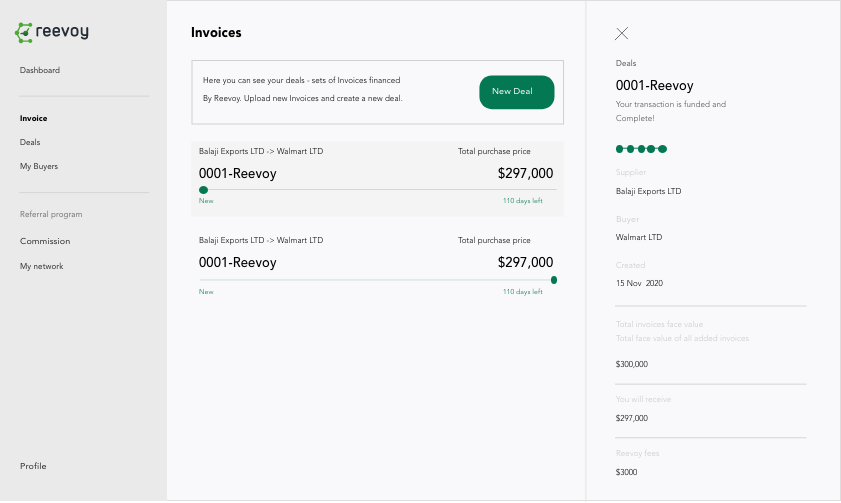 reevoy
Dashboard
Invoice
Deals
My Buyers
Referral program
Commission
My network
Profile
Invoices
Here you can see your deals - sets of Invoices financed
By Reevoy. Upload new Invoices and create a new deal.
New Deal
Balaji Exports LTD -> Walmart LTD
Total purchase price
0001-Reevoy
$297,000
New
110 days left
Balaji Exports LTD -> Walmart LTD
Total purchase price
0001-Reevoy
$297,000
New
110 days left
Deals
0001-Reevoy
Your transaction is funded and
Complete!
Supplier
Balaji Exports LTD
Buyer
Walmart LTD
Created
15 Nov 2020
Total invoices face value
Total face value of all added invoices
$300,000
You will receive
$297,000
Reevoy fees
$3000